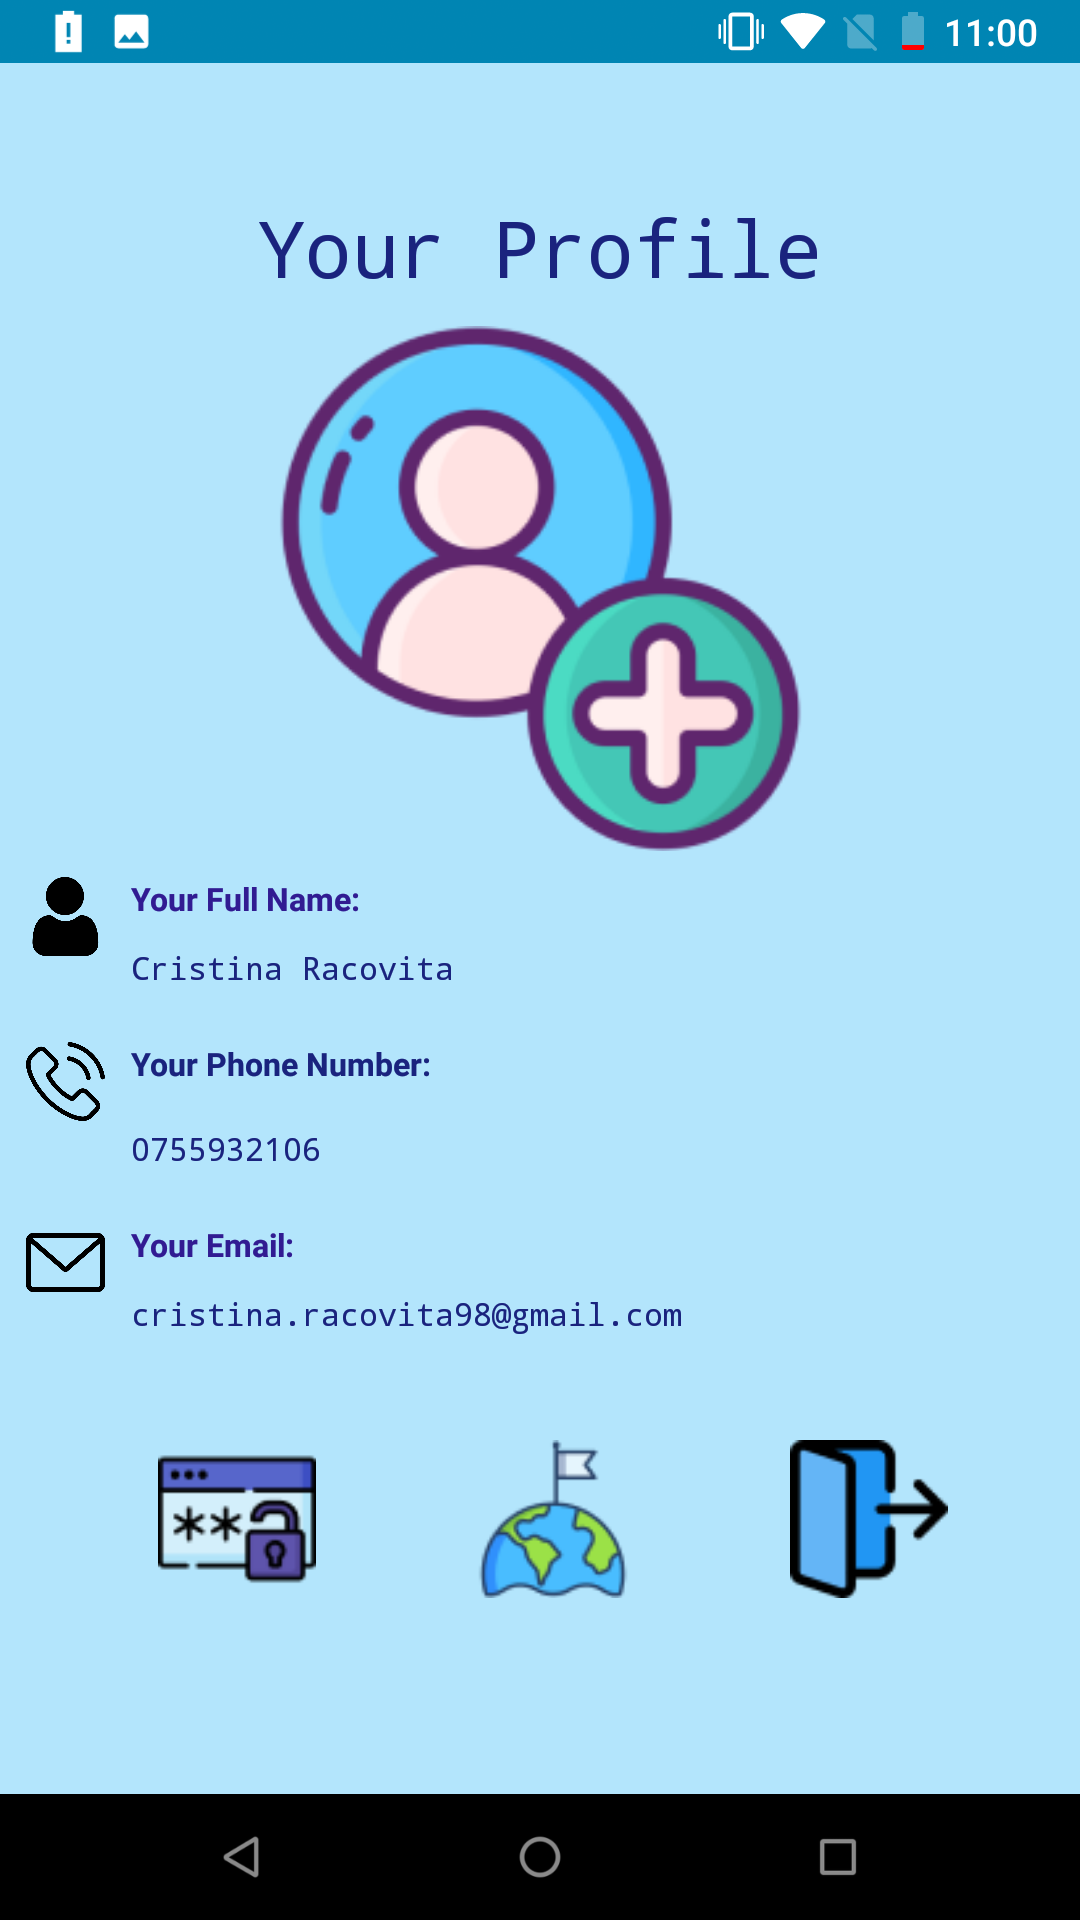 11:00
Your Profile
Your Full Name:
Cristina Racovita
Your Phone Number:
0755932106
Your Email:
cristina.racovita98@gmail.com
**